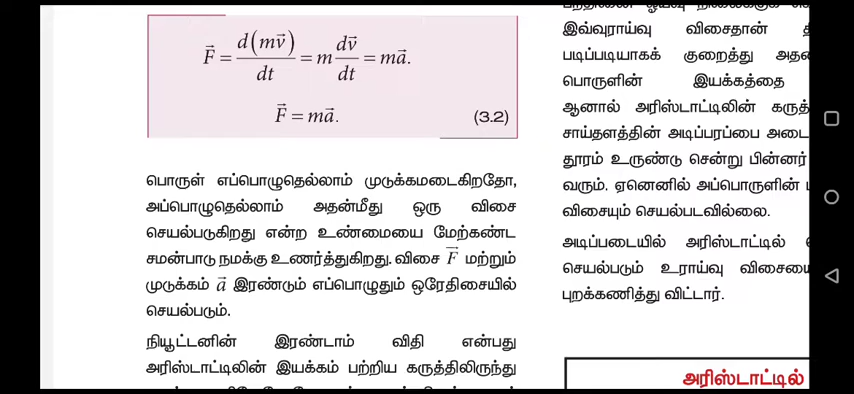 F⃗ = d(mv⃗)/dt = m dv⃗/dt = ma⃗.
F⃗ = ma⃗. (3.2)
பொருள் எப்பொழுதெல்லாம் முடுக்கமடைகிறதோ,
அப்பொழுதெல்லாம் அதன்மீது ஒரு விசை
செயல்படுகிறது என்ற உண்மையை மேற்கண்ட
சமன்பாடு நமக்கு உணர்த்துகிறது. விசை F⃗ மற்றும்
முடுக்கம் a⃗ இரண்டும் எப்பொழுதும் ஒரேதிசையில்
செயல்படும்.
நியூட்டனின் இரண்டாம் விதி என்பது
அரிஸ்டாட்டிலின் இயக்கம் பற்றிய கருத்திலிருந்து
இவ்வுராய்வு விசைதான்
படிப்படியாகக் குறைத்து
பொருளின் இயக்கத்தை
ஆனால் அரிஸ்டாட்டிலின்
சாய்தளத்தின் அடிப்பரப்பை
தூரம் உருண்டு சென்று பின்னர்
வரும். ஏனெனில் அப்பொருளின்
விசையும் செயல்படவில்லை.
அடிப்படையில் அரிஸ்டாட்டில்
செயல்படும் உராய்வு
புறக்கணித்து விட்டார்.
அரிஸ்டாட்டில்